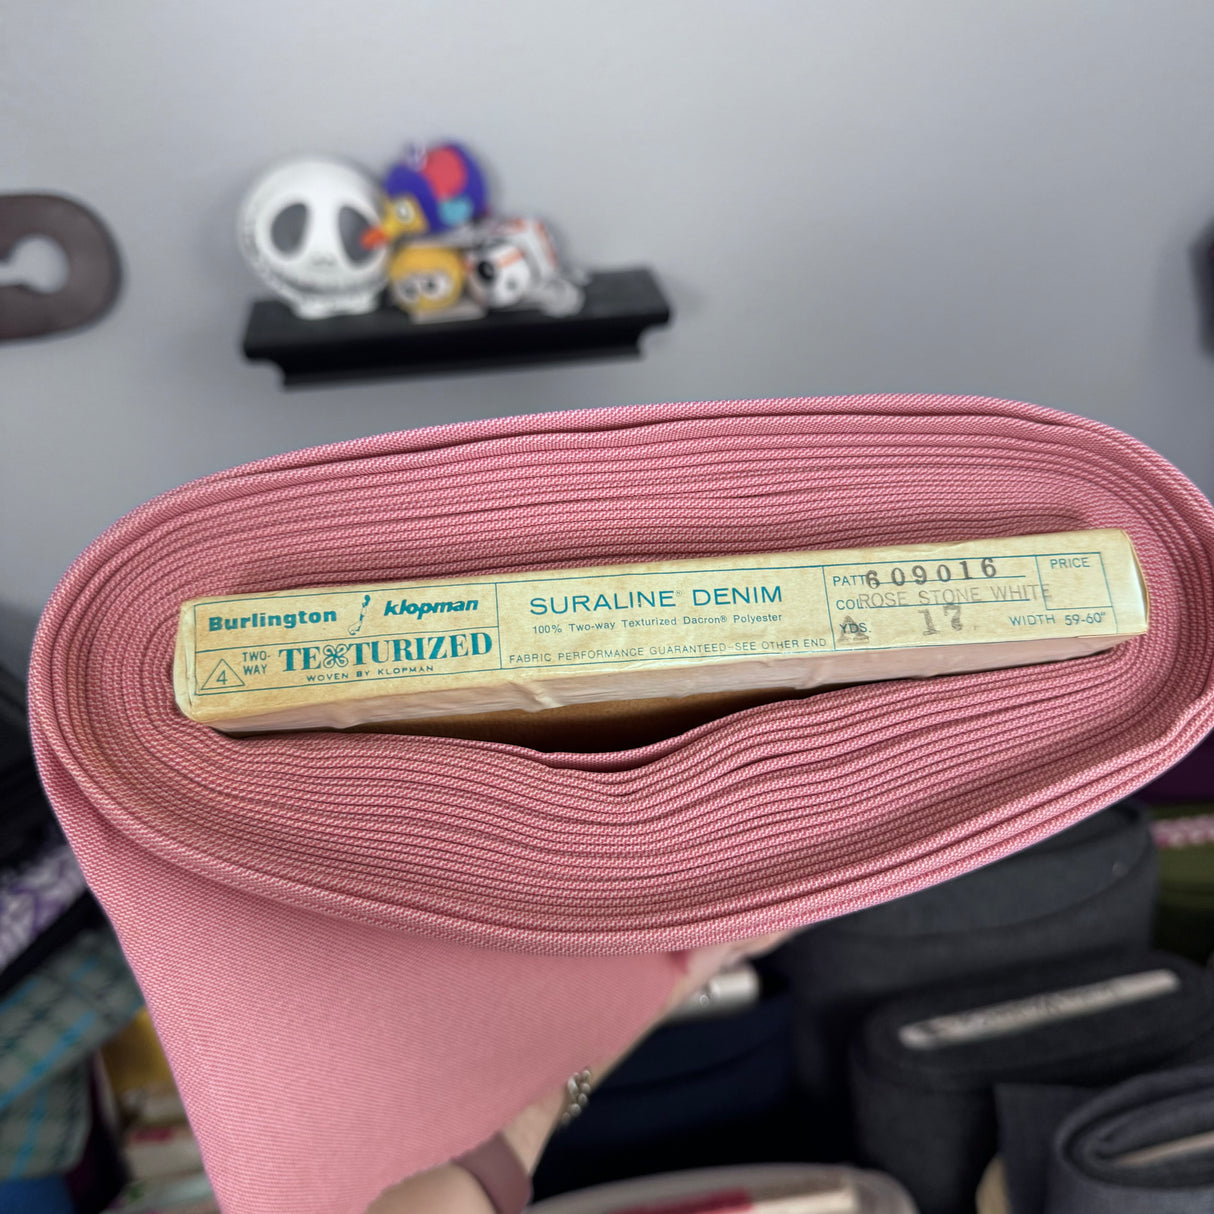 Burlington klopman
4 TWO-WAY TEXTURIZED
WOVEN BY KLOPMAN
SURALINE® DENIM
100% Two-way Texturized Dacron® Polyester
FABRIC PERFORMANCE GUARANTEED-SEE OTHER END
PATT 609016
COL ROSE STONE WHITE
YDS. 17
A
PRICE
WIDTH 59-60"